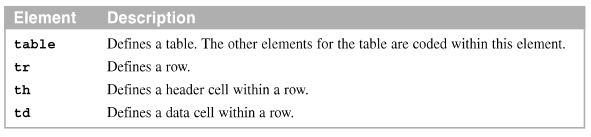 Element Description
table Defines a table. The other elements for the table are coded within this element.
tr Defines a row.
th Defines a header cell within a row.
td Defines a data cell within a row.